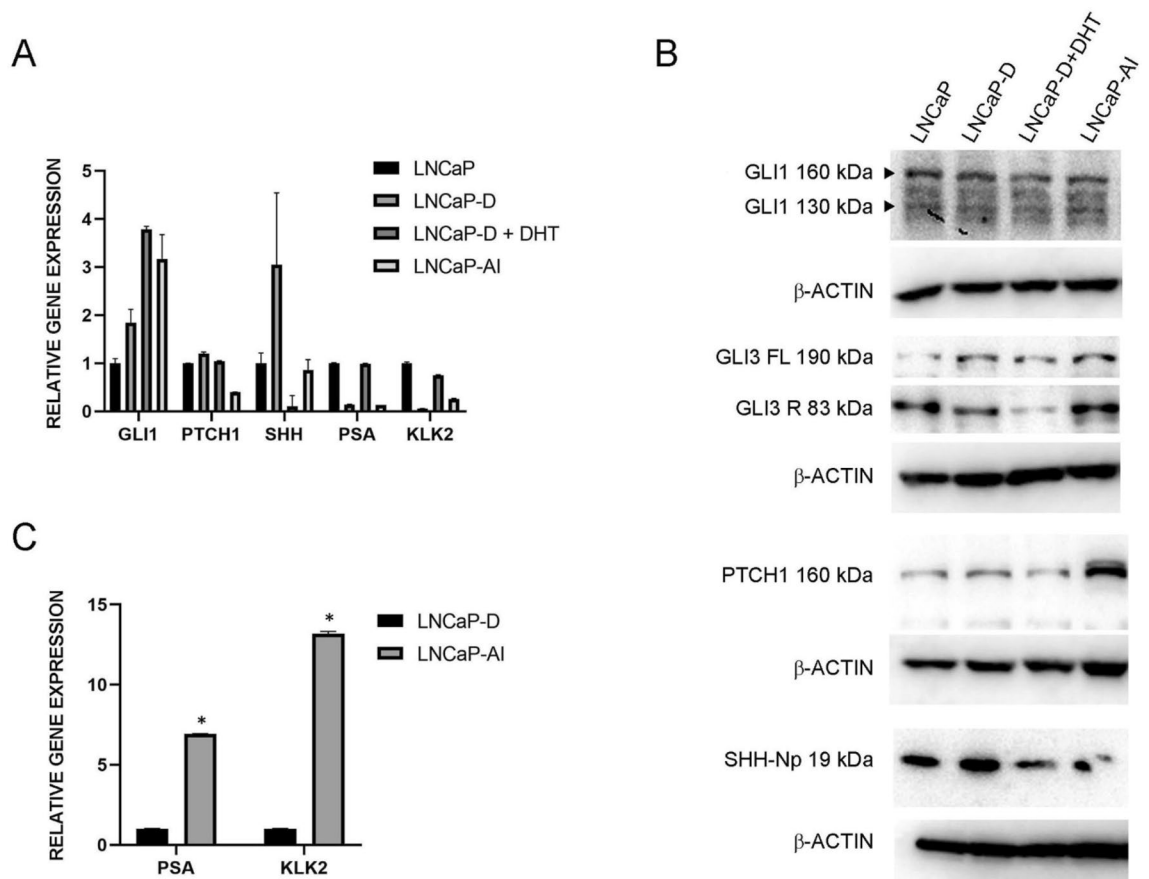 A
RELATIVE GENE EXPRESSION
5
4
3
2
1
0
LNCaP
LNCaP-D
LNCaP-D + DHT
LNCaP-AI
GLI1 PTCH1 SHH PSA KLK2
B
LNCaP LNCaP-D LNCaP-D+DHT LNCaP-AI
GLI1 160 kDa
GLI1 130 kDa
β-ACTIN
GLI3 FL 190 kDa
GLI3 R 83 kDa
β-ACTIN
PTCH1 160 kDa
β-ACTIN
SHH-Np 19 kDa
β-ACTIN
C
RELATIVE GENE EXPRESSION
15
10
5
0
* *
LNCaP-D
LNCaP-AI
PSA KLK2